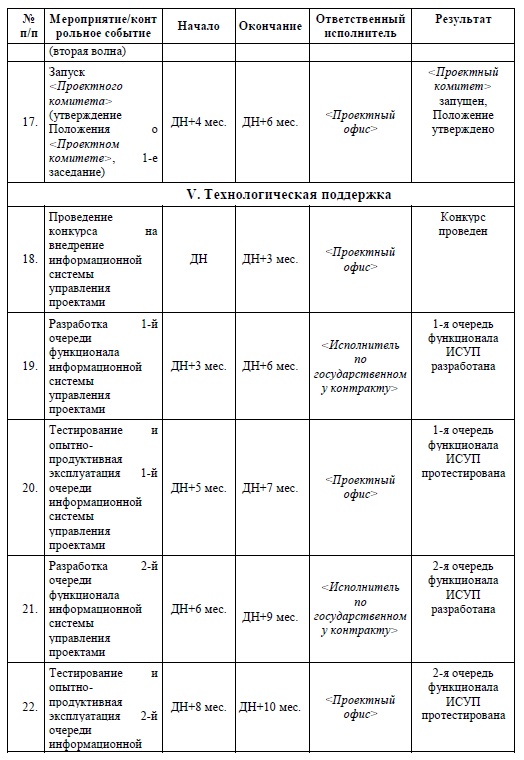 № п/п
Мероприятие/контрольное событие
Начало
Окончание
Ответственный исполнитель
Результат
(вторая волна)
17.
Запуск
<Проектного
комитета>
(утверждение
Положения о
<Проектном
комитете>, 1-е
заседание)
ДН+4 мес.
ДН+6 мес.
<Проектный
офис>
<Проектный
комитет>
запущен,
Положение
утверждено
V. Технологическая поддержка
18.
Проведение
конкурса на
внедрение
информационной
системы
управления
проектами
ДН
ДН+3 мес.
<Проектный
офис>
Конкурс
проведен
19.
Разработка 1-й
очереди
функционала
информационной
системы
управления
проектами
ДН+3 мес.
ДН+6 мес.
<Исполнитель
по
государственном
у контракту>
1-я очередь
функционала
ИСУП
разработана
20.
Тестирование и
опытно-
продуктивная
эксплуатация 1-й
очереди
информационной
системы
управления
проектами
ДН+5 мес.
ДН+7 мес.
<Проектный
офис>
1-я очередь
функционала
ИСУП
протестирована
21.
Разработка 2-й
очереди
функционала
информационной
системы
управления
проектами
ДН+6 мес.
ДН+9 мес.
<Исполнитель
по
государственном
у контракту>
2-я очередь
функционала
ИСУП
разработана
22.
Тестирование и
опытно-
продуктивная
эксплуатация 2-й
очереди
информационной
ДН+8 мес.
ДН+10 мес.
<Проектный
офис>
2-я очередь
функционала
ИСУП
протестирована